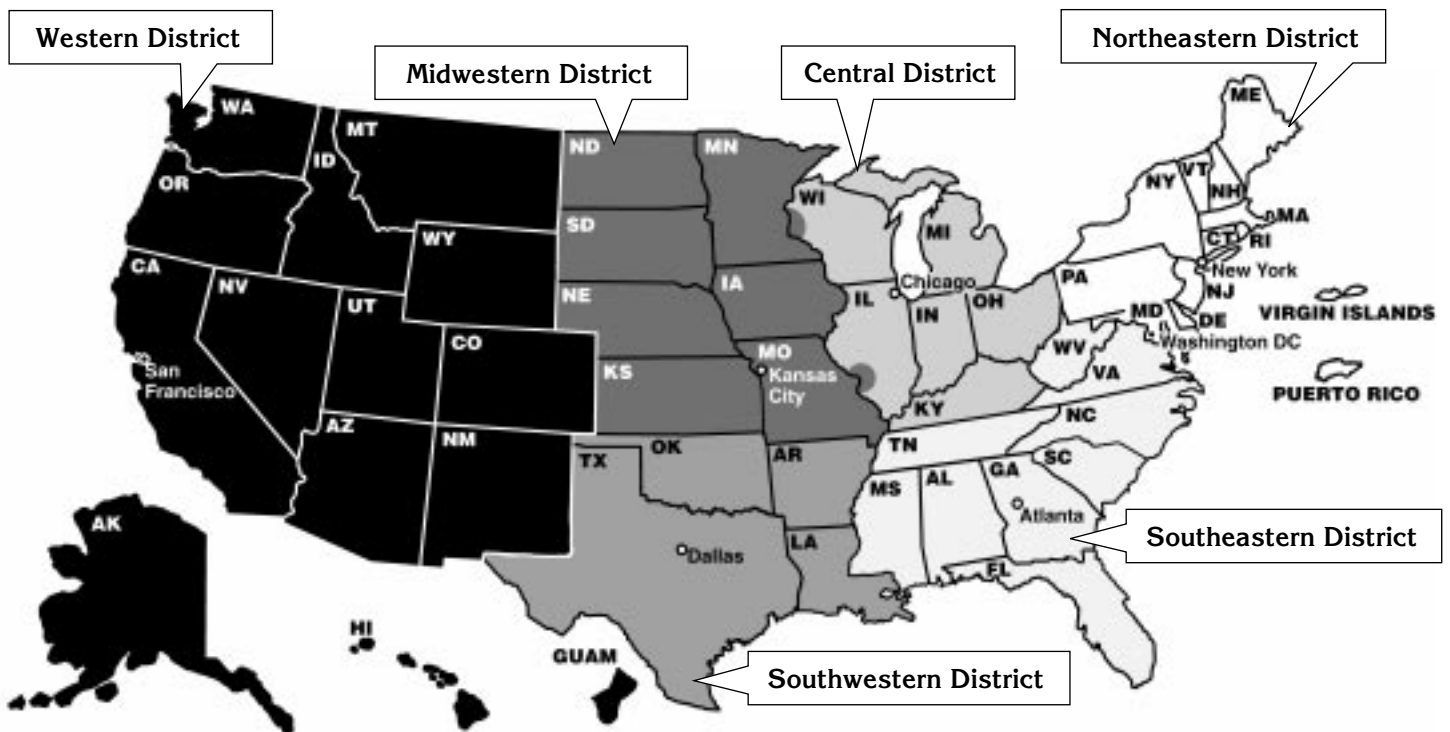 Western District
Midwestern District
Central District
Northeastern District
WA
MT
ID
OR
ND
MN
SD
WY
WI
MI
ME
VT
NY
NH
MA
CT
RI
CA
NV
UT
CO
NE
IA
IL
IN
OH
PA
New York
NJ
MD
DE
Washington DC
VIRGIN ISLANDS
Chicago
San
Francisco
KS
MO
Kansas
City
WV
VA
KY
PUERTO RICO
AZ
NM
TX
OK
AR
TN
NC
SC
MS
AL
GA
Atlanta
Dallas
LA
FL
Southeastern District
AK
HI
GUAM
Southwestern District